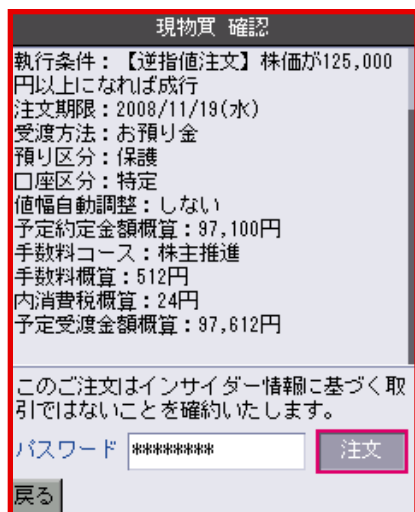 現物買 確認
執行条件：【逆指値注文】株価が125,000
円以上になれば成行
注文期限：2008/11/19(水)
受渡方法：お預り金
預り区分：保護
口座区分：特定
値幅自動調整：しない
予定約定金額概算：97,100円
手数料コース：株主推進
手数料概算：512円
内消費税概算：24円
予定受渡金額概算：97,612円
このご注文はインサイダー情報に基づく取
引ではないことを確約いたします。
パスワード ******** 注文
戻る